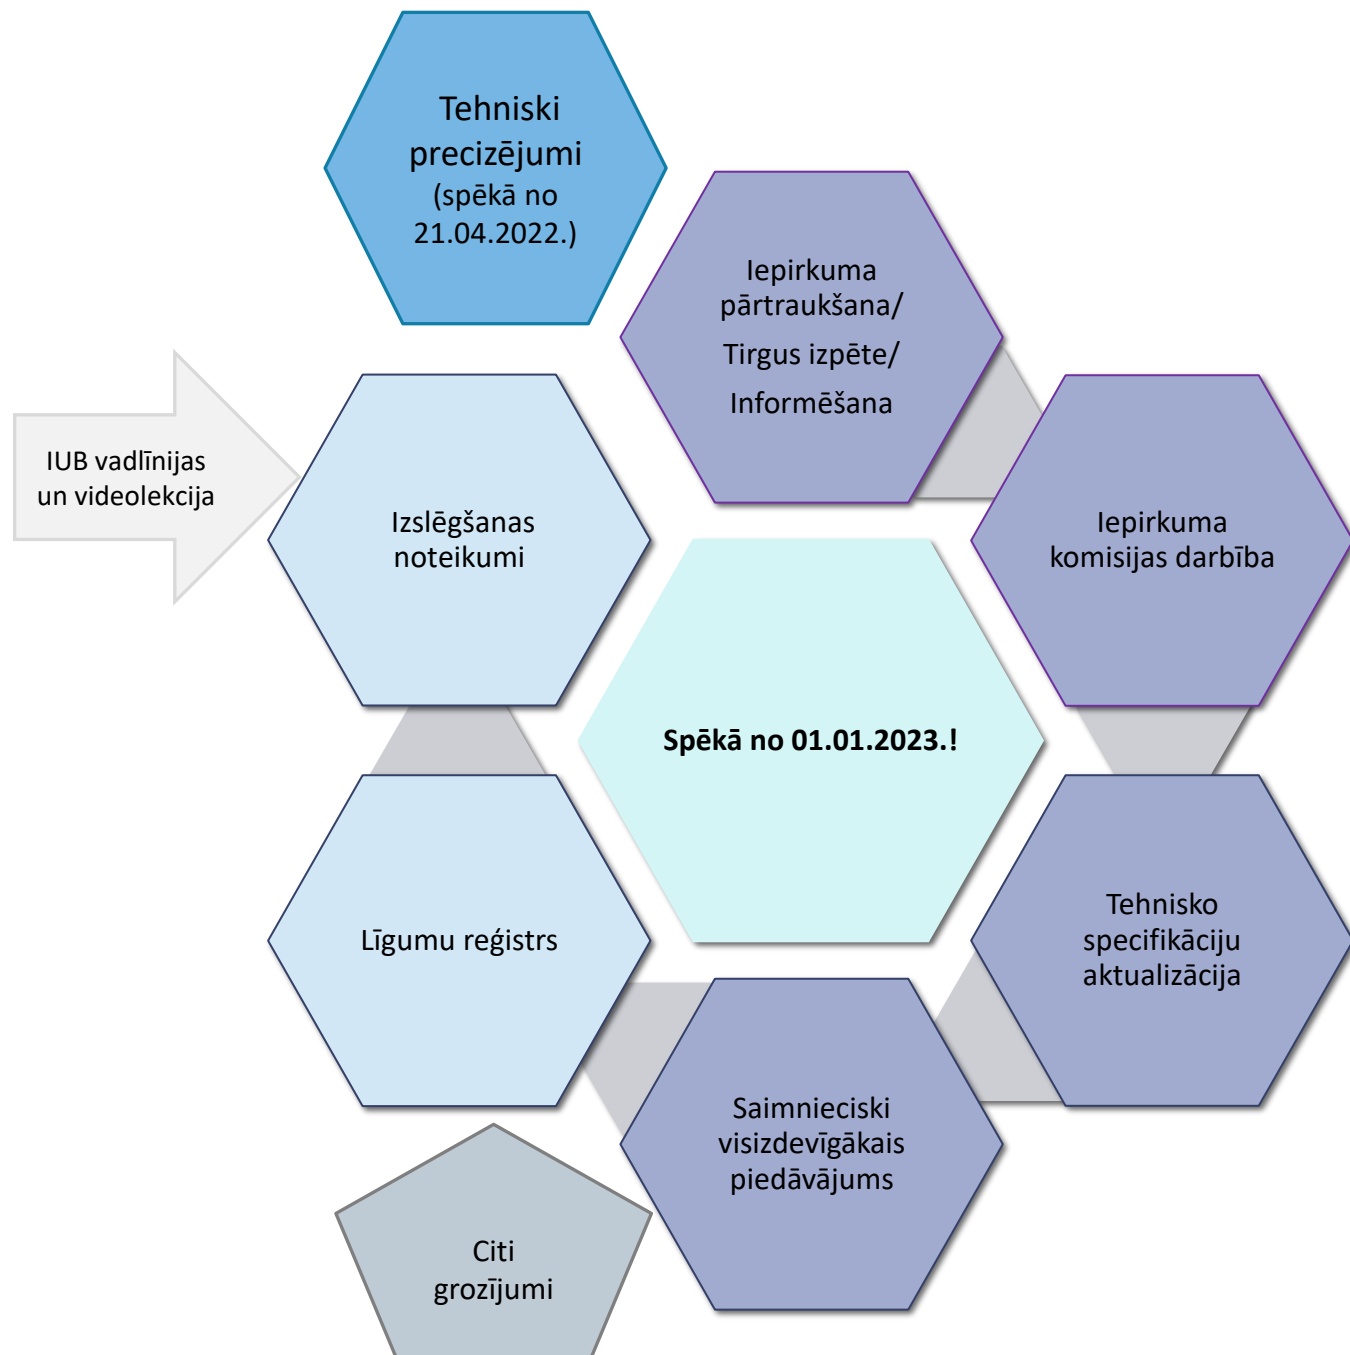 Tehniski
precizējumi
(spēkā no
21.04.2022.)
Iepirkuma
pārtraukšana/
Tirgus izpēte/
Informēšana
IUB vadlīnijas
un videolekcija
Izslēgšanas
noteikumi
Iepirkuma
komisijas darbība
Spēkā no 01.01.2023.!
Līgumu reģistrs
Tehnisko
specifikāciju
aktualizācija
Saimnieciski
visizdevīgākais
piedāvājums
Citi
grozījumi